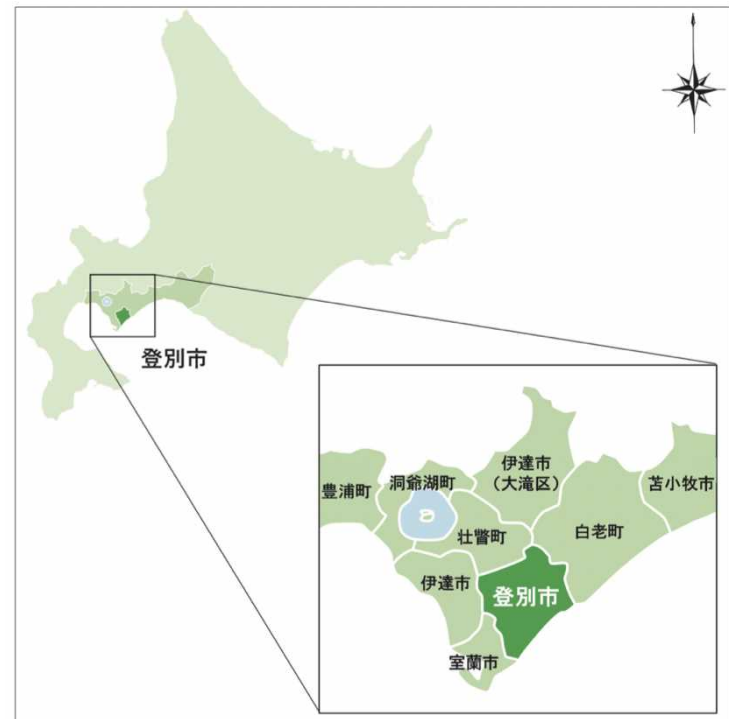 登別市
伊達市
(大滝区)
洞爺湖町
豊浦町
苫小牧市
壮瞥町
白老町
伊達市
登別市
室蘭市